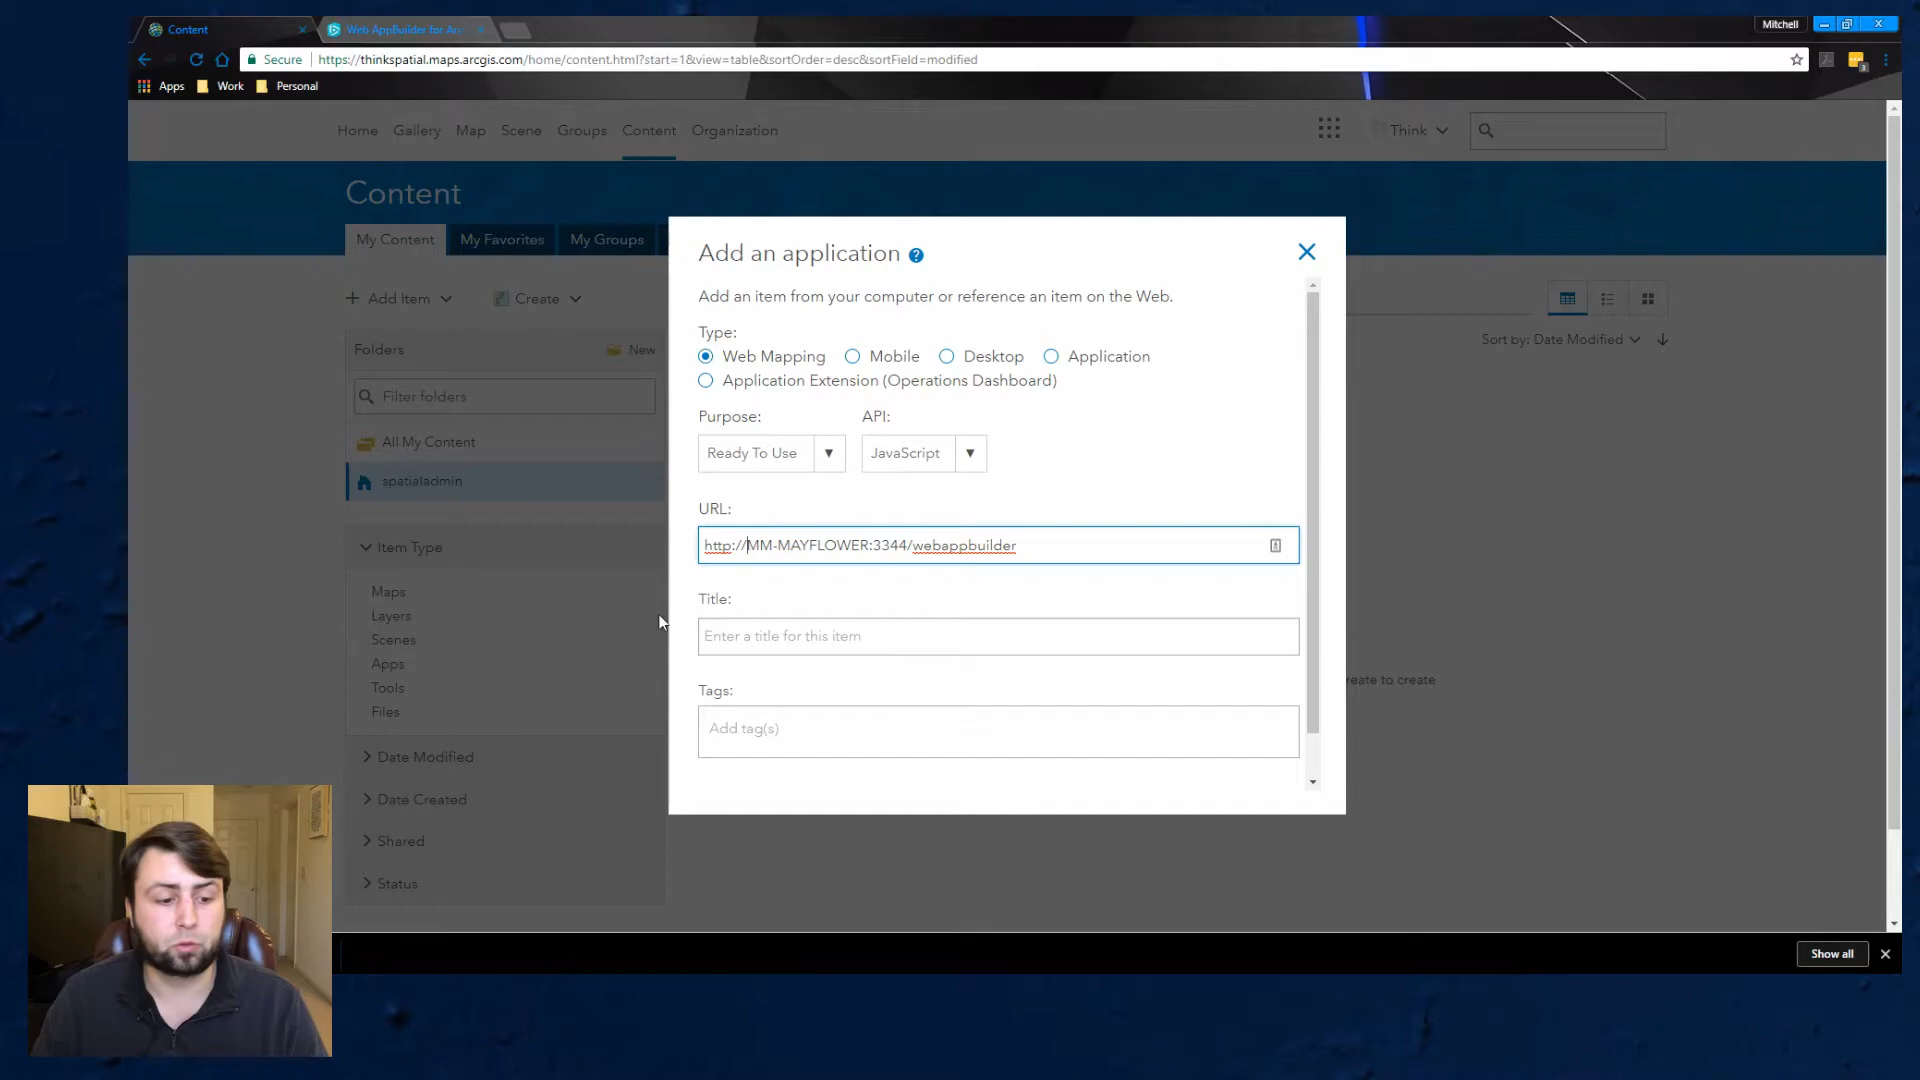 Content
Web AppBuilder for Arc
Mitchell
Secure
https://thinkspatial.maps.arcgis.com/home/content.html?start=1&view=table&sortOrder=desc&sortField=modified
Apps
Work
Personal
Home
Gallery
Map
Scene
Groups
Content
Organization
Think
Content
My Content
My Favorites
My Groups
Add an application
Add Item
Create
Add an item from your computer or reference an item on the Web.
Type:
Folders
New
Sort by: Date Modified
Web Mapping
Mobile
Desktop
Application
Application Extension (Operations Dashboard)
Filter folders
Purpose:
API:
All My Content
Ready To Use
JavaScript
spatialadmin
URL:
http://MM-MAYFLOWER:3344/webappbuilder
Item Type
Title:
Maps
Layers
Scenes
Apps
Tools
Files
Enter a title for this item
reate to create
Tags:
Add tag(s)
Date Modified
Date Created
Shared
Status
Show all